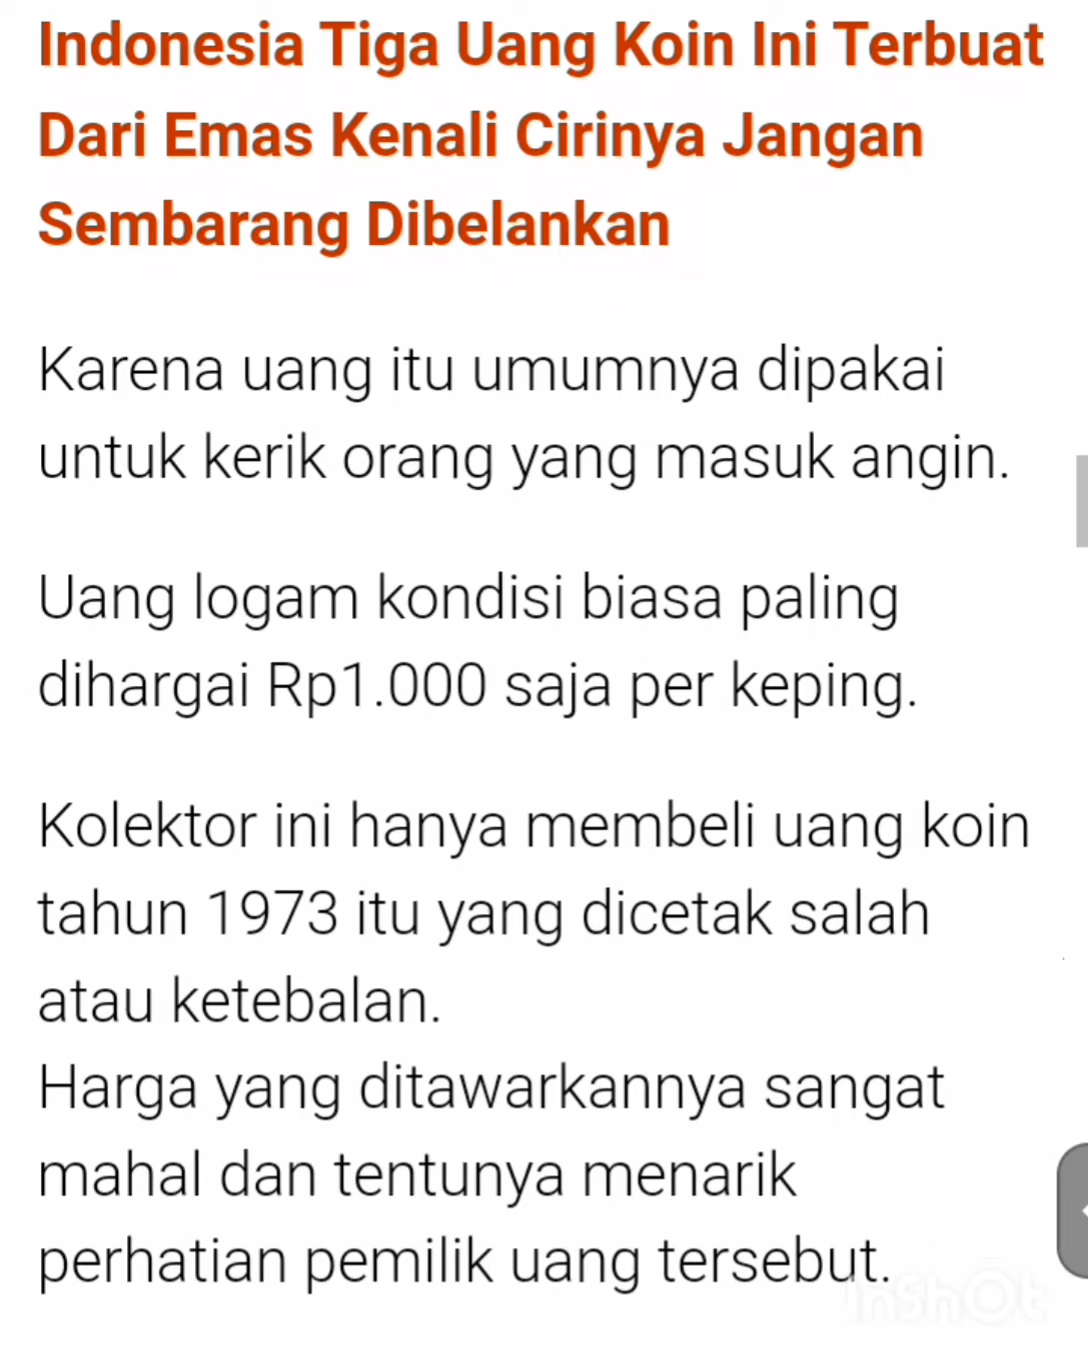 Indonesia Tiga Uang Koin Ini Terbuat
Dari Emas Kenali Cirinya Jangan
Sembarang Dibelankan
Karena uang itu umumnya dipakai
untuk kerik orang yang masuk angin.
Uang logam kondisi biasa paling
dihargai Rp1.000 saja per keping.
Kolektor ini hanya membeli uang koin
tahun 1973 itu yang dicetak salah
atau ketebalan.
Harga yang ditawarkannya sangat
mahal dan tentunya menarik
perhatian pemilik uang tersebut.
InShOt